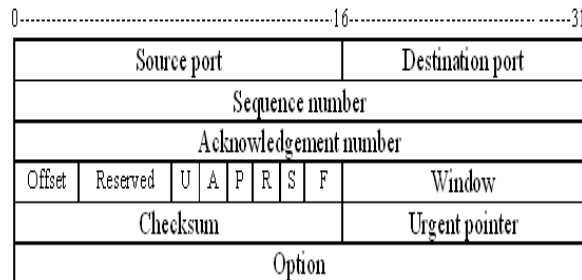 0-----------------------------------------16------------------------------31
Source port Destination port
Sequence number
Acknowledgement number
Offset Reserved U A P R S F Window
Checksum Urgent pointer
Option